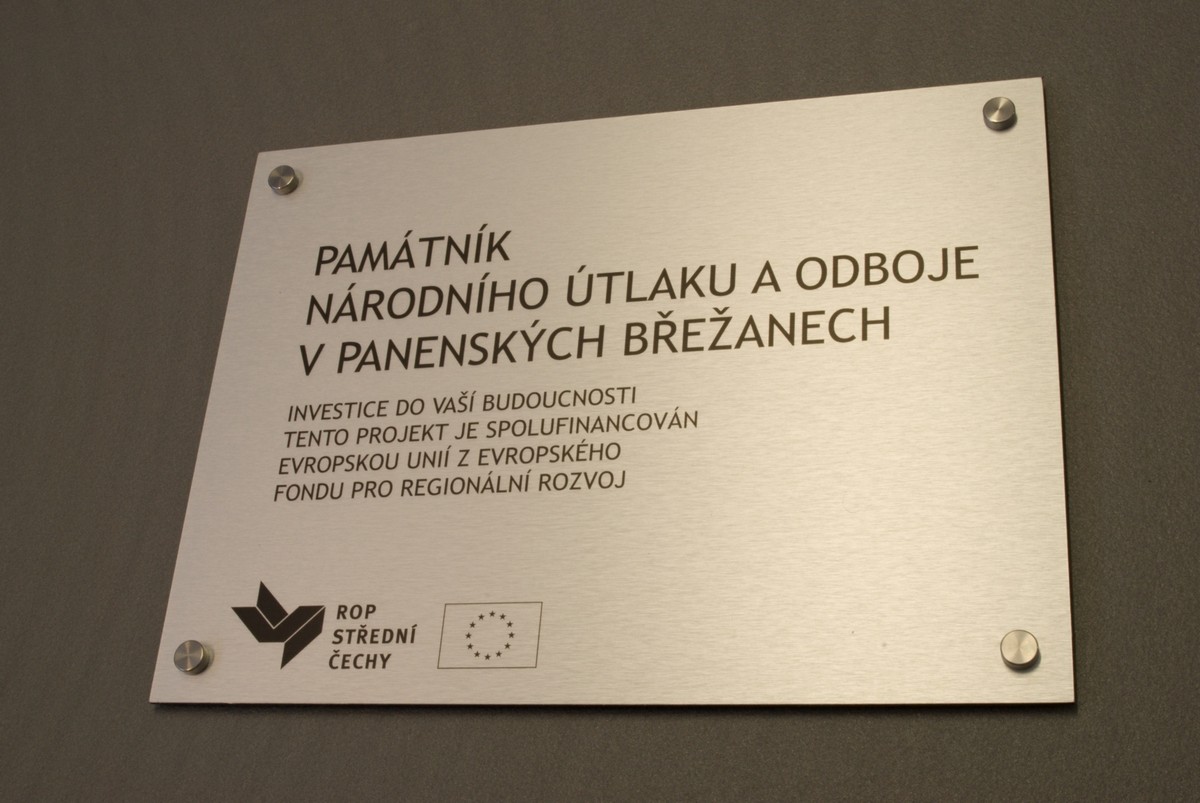 PAMÁTNÍK
NÁRODNÍHO ÚTLAKU A ODBOJE
V PANENSKÝCH BŘEŽANECH
INVESTICE DO VAŠÍ BUDOUCNOSTI
TENTO PROJEKT JE SPOLUFINANCOVÁN
EVROPSKOU UNIÍ Z EVROPSKÉHO
FONDU PRO REGIONÁLNÍ ROZVOJ
ROP
STŘEDNÍ
ČECHY